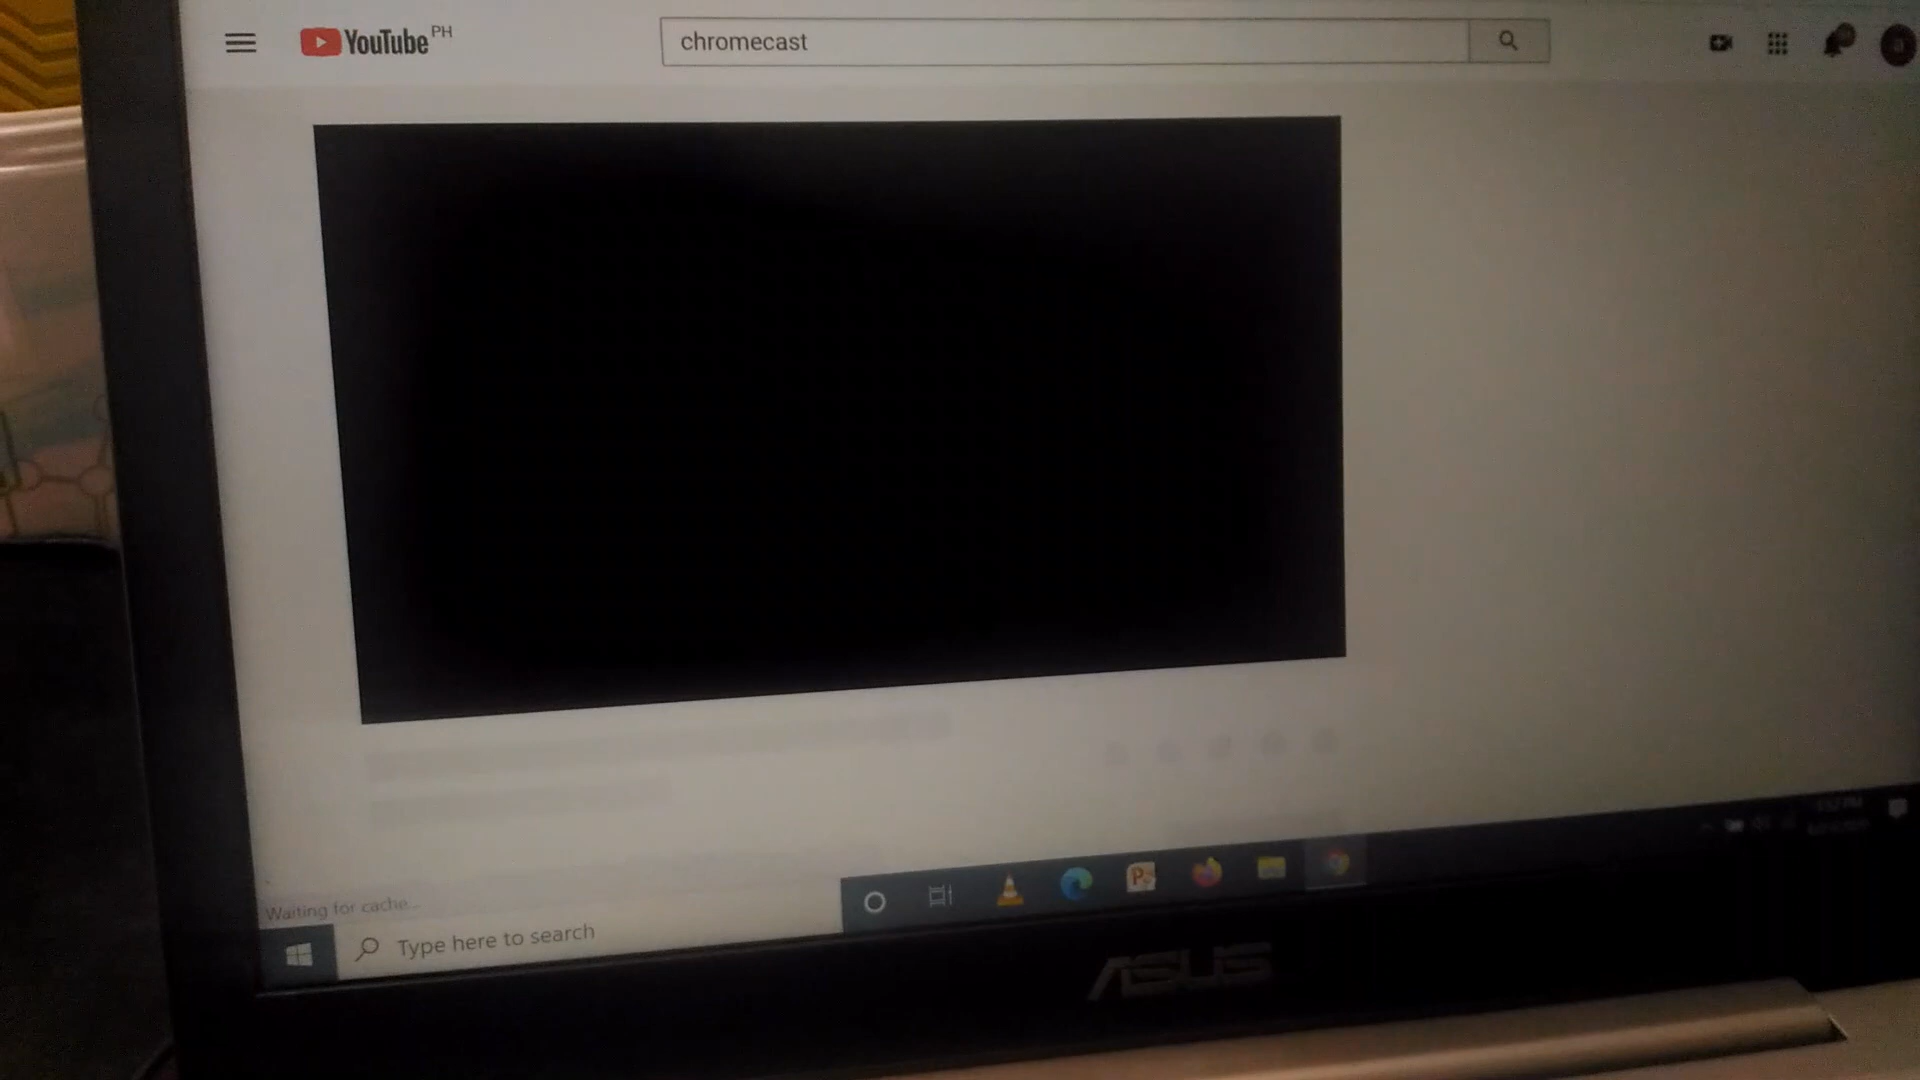 YouTube PH
chromecast
Waiting for cache...
Type here to search
ASUS